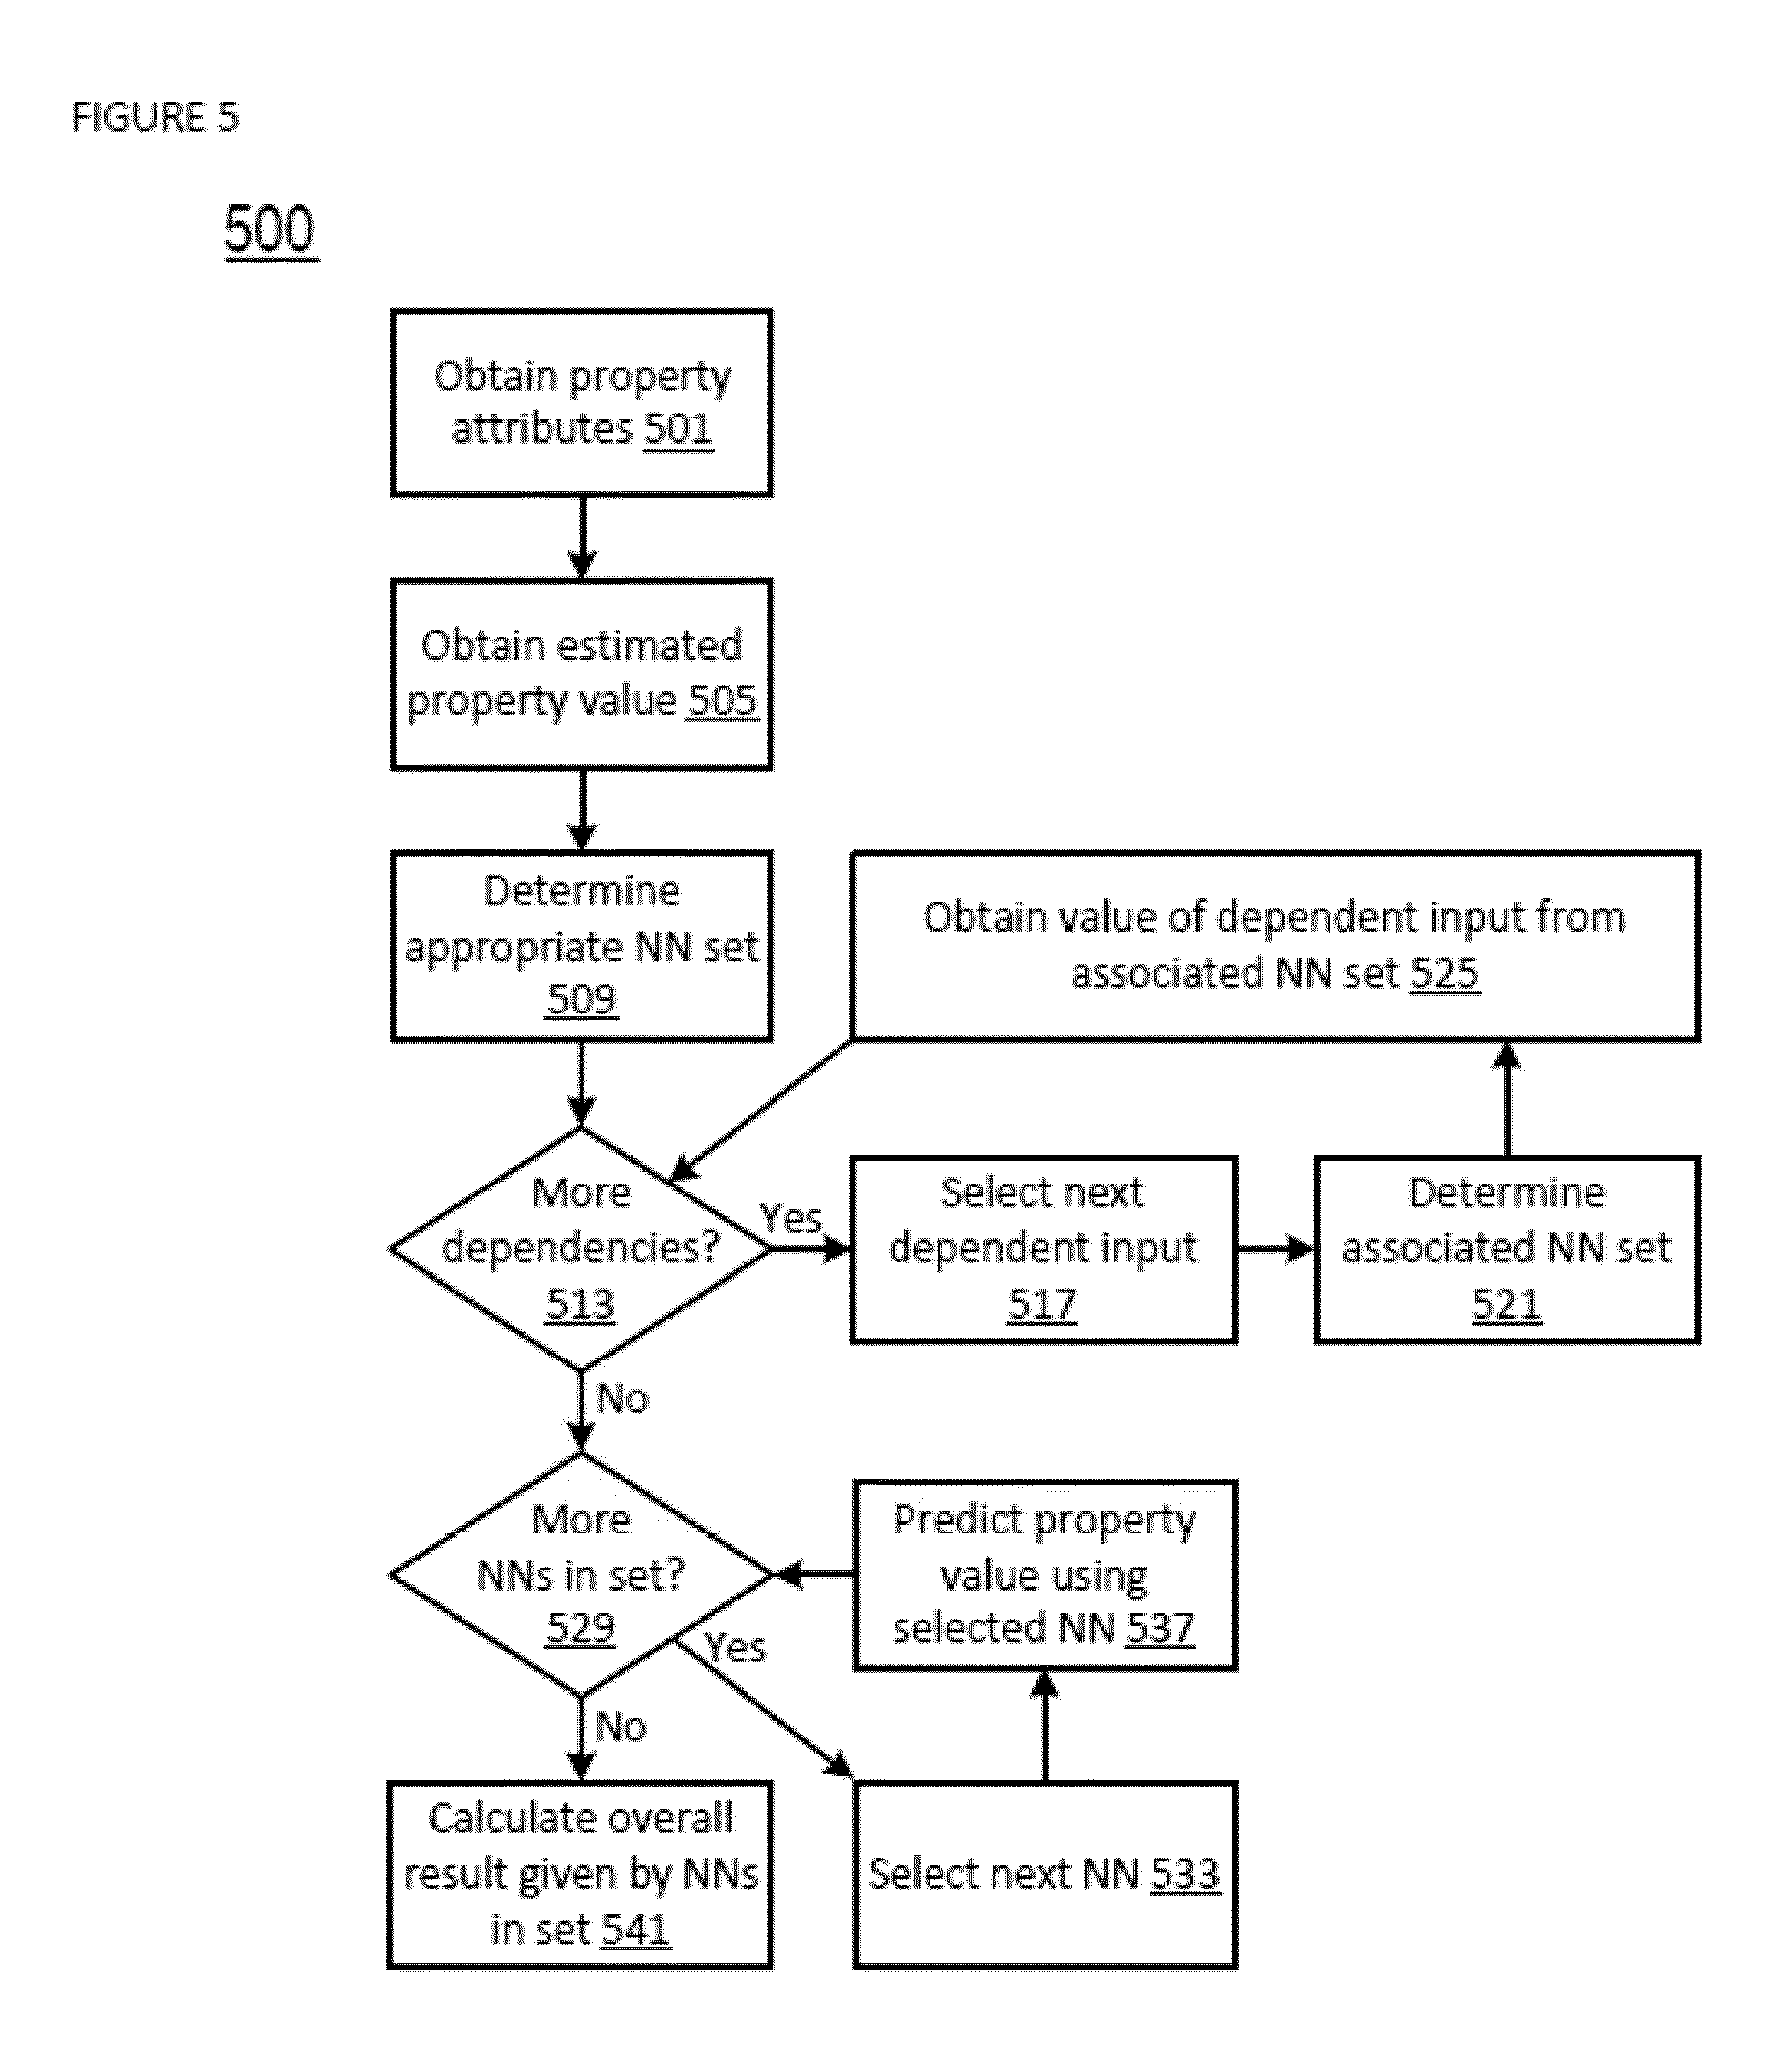 FIGURE 5
500
Obtain property
attributes 501
Obtain estimated
property value 505
Determine
appropriate NN set
509
Obtain value of dependent input from
associated NN set 525
More
dependencies?
513
Yes
Select next
dependent input
517
Determine
associated NN set
521
No
More
NNs in set?
529
Yes
Predict property
value using
selected NN 537
No
Calculate overall
result given by NNs
in set 541
Select next NN 533